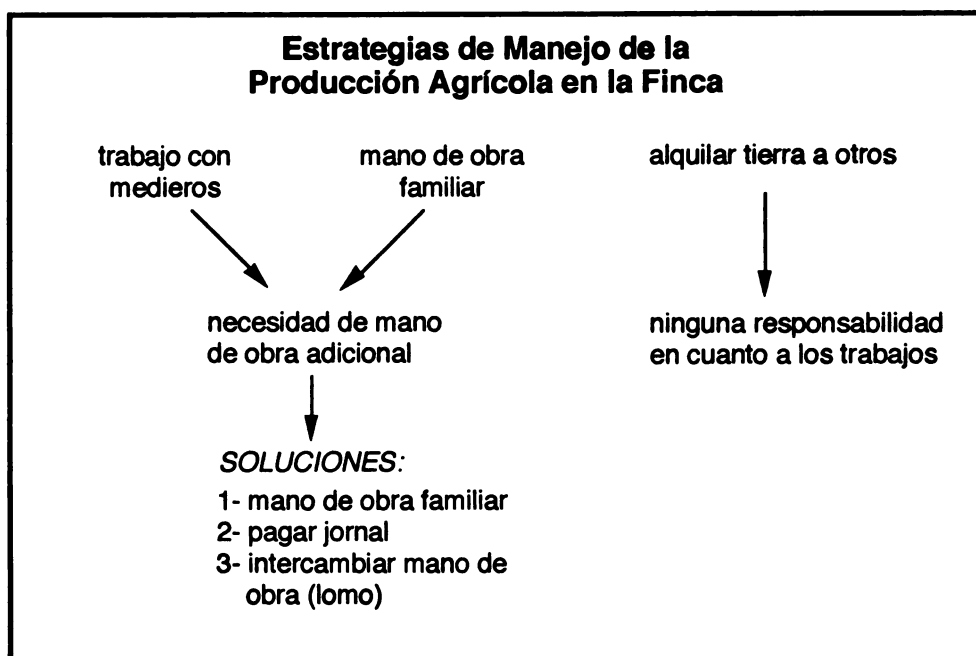 Estrategias de Manejo de la
Producción Agrícola en la Finca
trabajo con
medieros
mano de obra
familiar
alquilar tierra a otros
necesidad de mano
de obra adicional
ninguna responsabilidad
en cuanto a los trabajos
SOLUCIONES:
1- mano de obra familiar
2- pagar jornal
3- intercambiar mano de
obra (lomo)